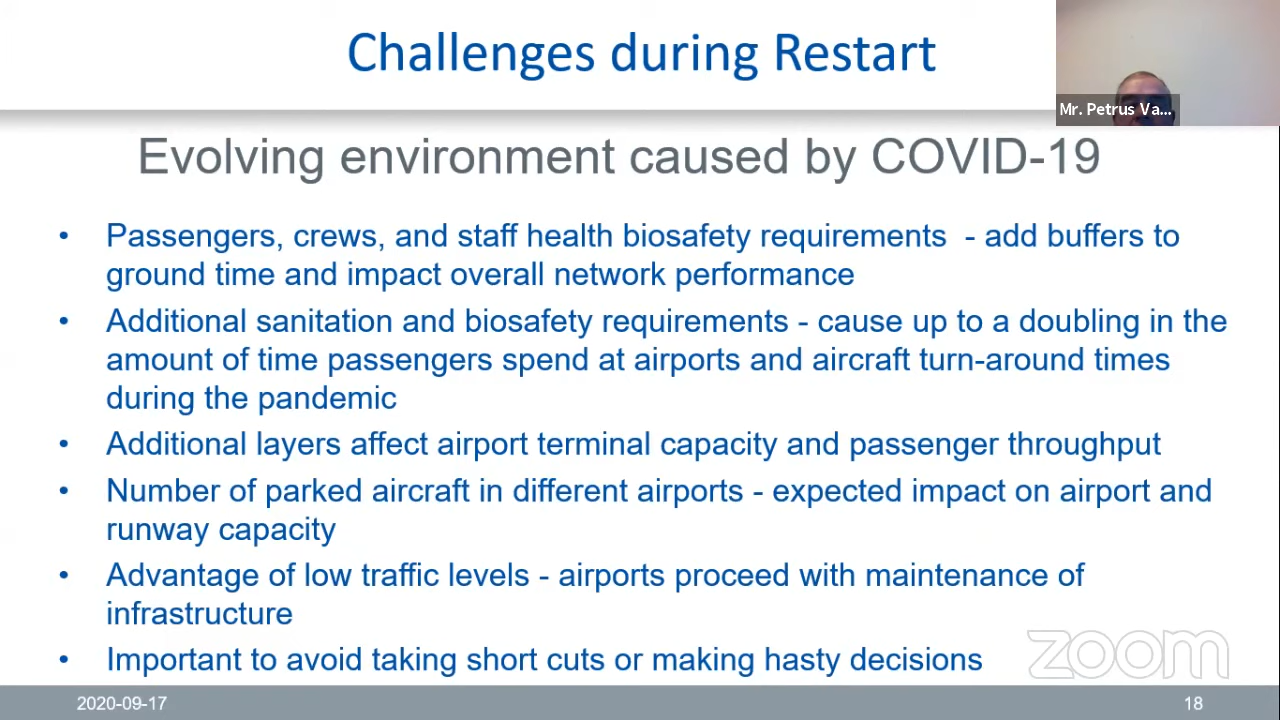 Challenges during Restart
Mr. Petrus Va...
Evolving environment caused by COVID-19
• Passengers, crews, and staff health biosafety requirements - add buffers to
ground time and impact overall network performance
• Additional sanitation and biosafety requirements - cause up to a doubling in the
amount of time passengers spend at airports and aircraft turn-around times
during the pandemic
• Additional layers affect airport terminal capacity and passenger throughput
• Number of parked aircraft in different airports - expected impact on airport and
runway capacity
• Advantage of low traffic levels - airports proceed with maintenance of
infrastructure
• Important to avoid taking short cuts or making hasty decisions
zoom
2020-09-17
18